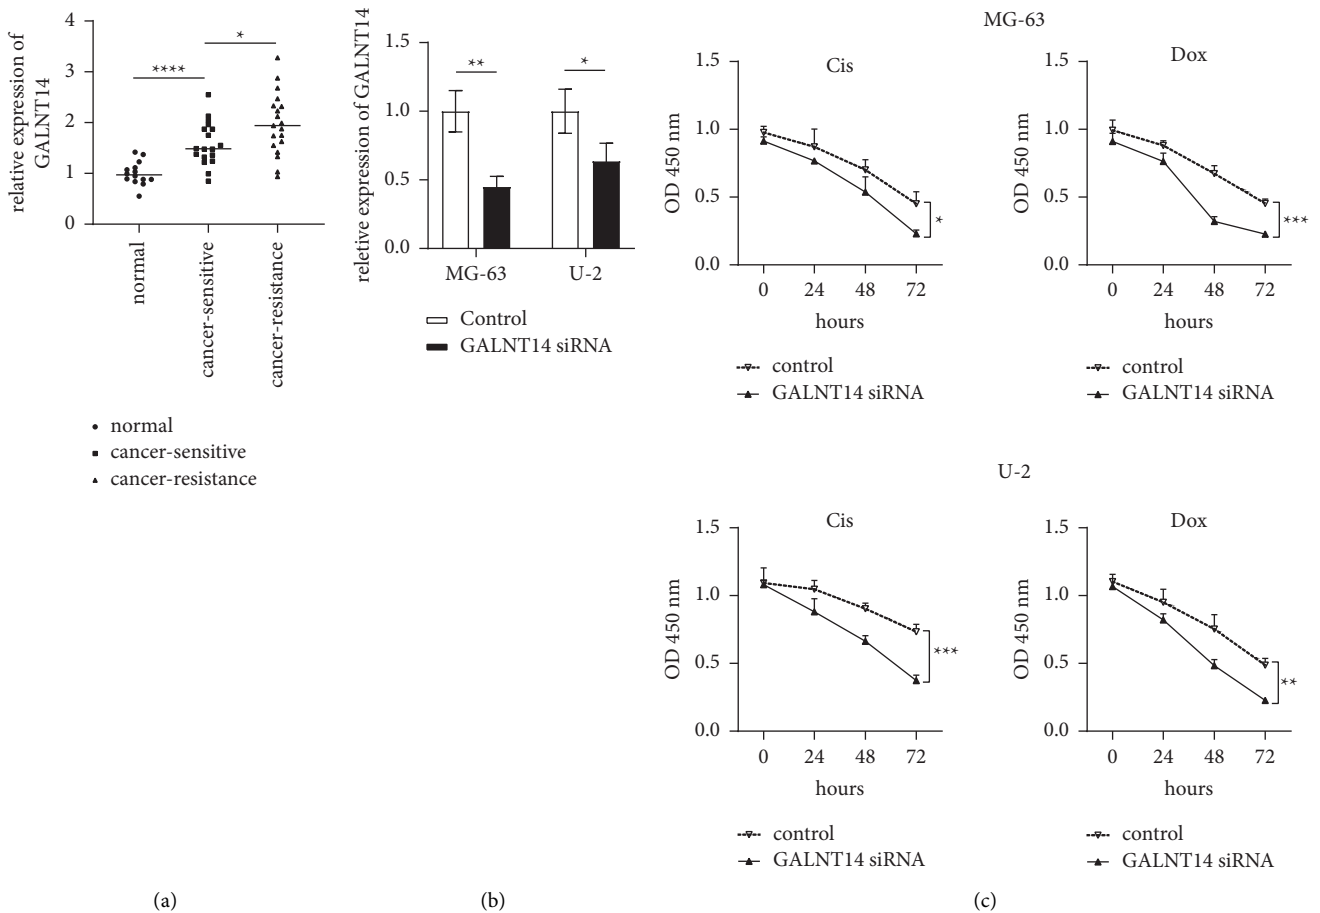 relative expression of
GALNT14
4
3
2
1
0
****
*
normal
cancer-sensitive
cancer-resistance
normal
cancer-sensitive
cancer-resistance
(a)
reletive expression of GALNT14
1.5
1.0
0.5
0.0
**
*
MG-63
U-2
Control
GALNT14 siRNA
(b)
MG-63
Cis
OD 450 nm
1.5
1.0
0.5
0.0
*
0 24 48 72
hours
control
GALNT14 siRNA
Dox
OD 450 nm
1.5
1.0
0.5
0.0
***
0 24 48 72
hours
control
GALNT14 siRNA
U-2
Cis
OD 450 nm
1.5
1.0
0.5
0.0
***
0 24 48 72
hours
control
GALNT14 siRNA
Dox
OD 450 nm
1.5
1.0
0.5
0.0
**
0 24 48 72
hours
control
GALNT14 siRNA
(c)